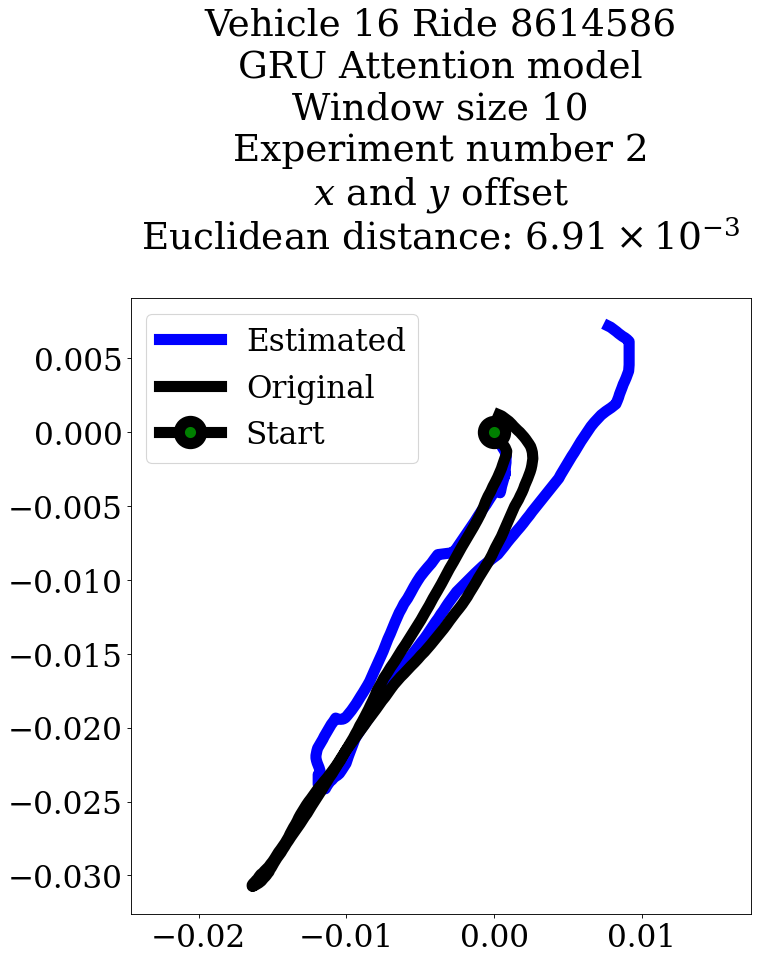 Vehicle 16 Ride 8614586
GRU Attention model
Window size 10
Experiment number 2
x and y offset
Euclidean distance: 6.91 × 10⁻³
Estimated
Original
Start
0.005
0.000
−0.005
−0.010
−0.015
−0.020
−0.025
−0.030
−0.02
−0.01
0.00
0.01